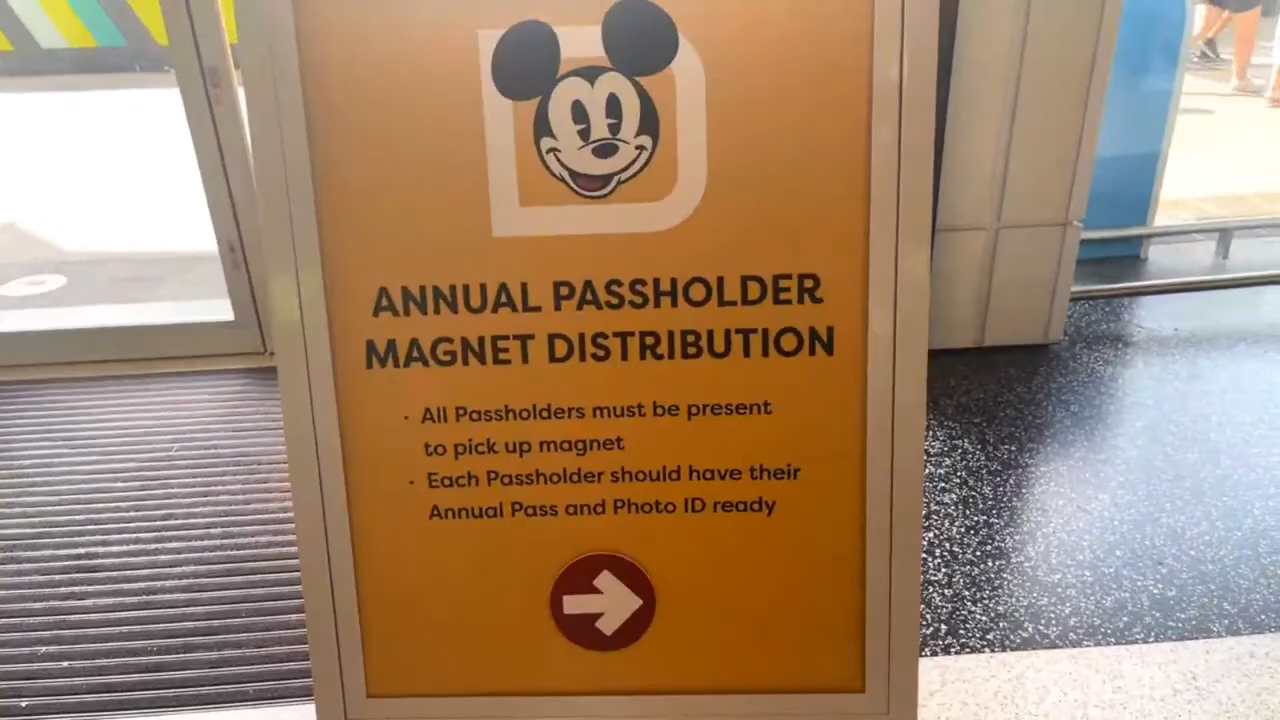 ANNUAL PASSHOLDER
MAGNET DISTRIBUTION
· All Passholders must be present
to pick up magnet
· Each Passholder should have their
Annual Pass and Photo ID ready